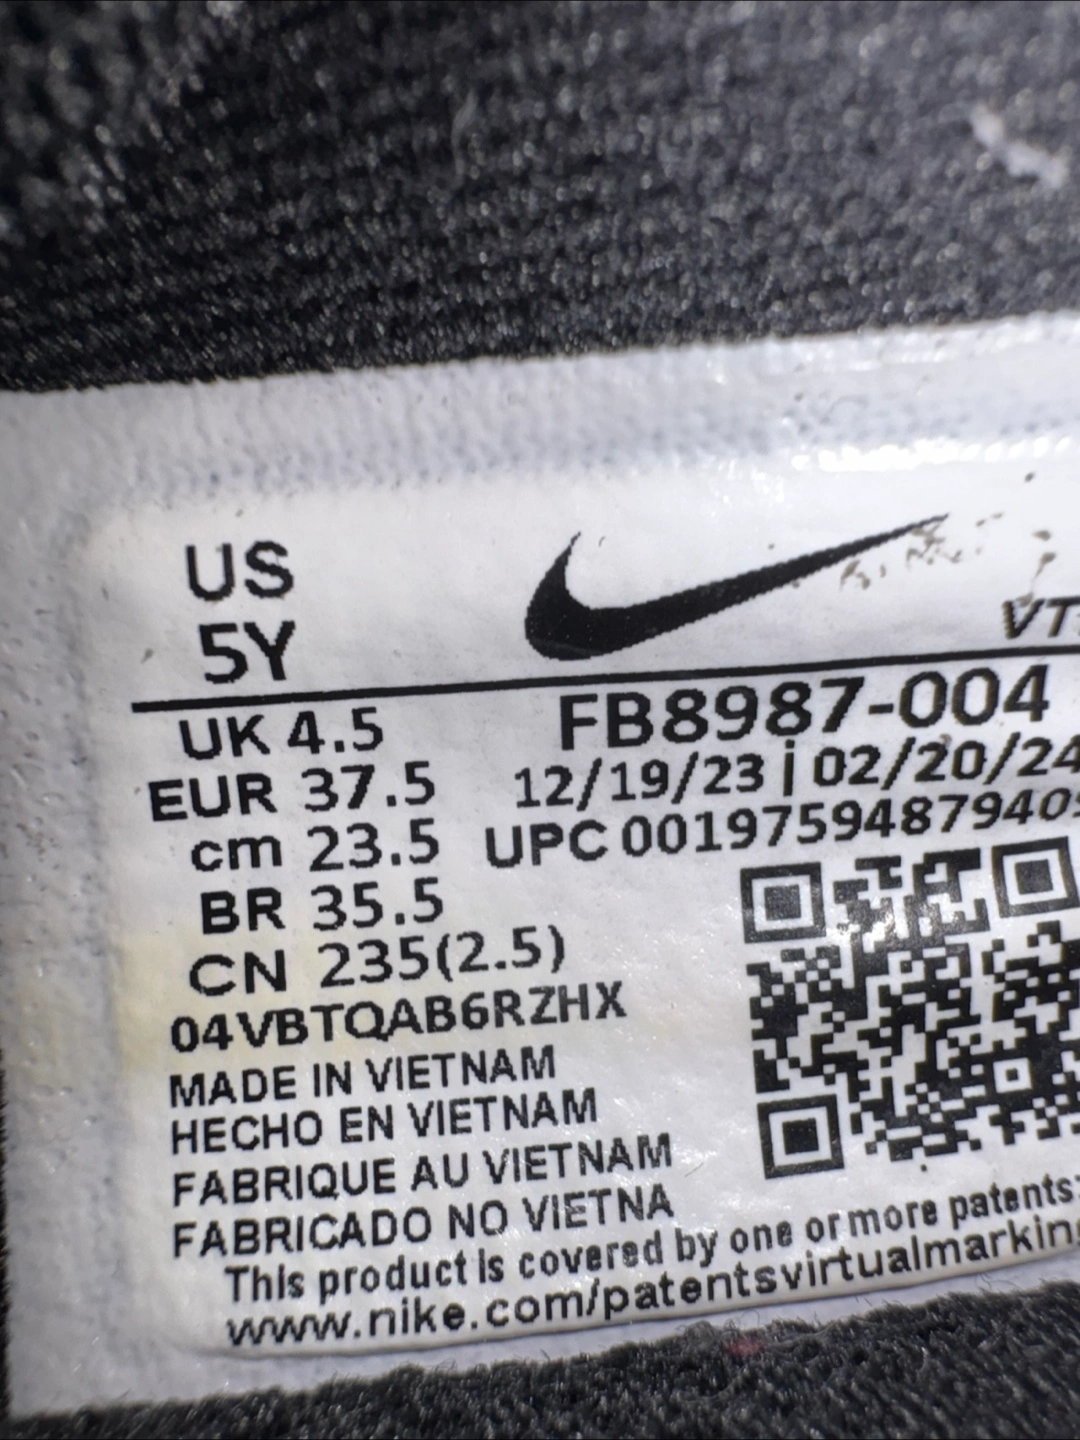 US
5Y
VT
UK 4.5
FB8987-004
EUR 37.5
12/19/23 | 02/20/24
cm 23.5
UPC 0019759487940
BR 35.5
CN 235(2.5)
04VBTQAB6RZHX
MADE IN VIETNAM
HECHO EN VIETNAM
FABRIQUE AU VIETNAM
FABRICADO NO VIETNA
This product is covered by one or more patents:
www.nike.com/patentsvirtualmarking